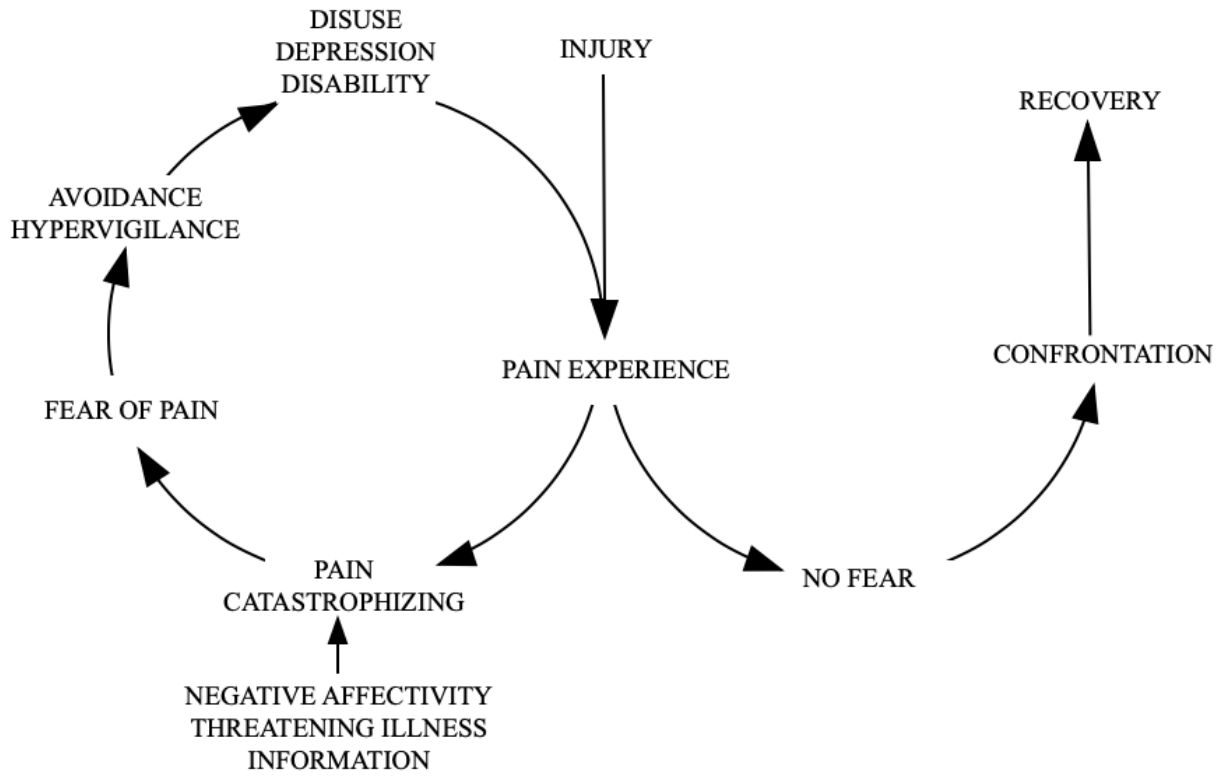 DISUSE
DEPRESSION
DISABILITY
INJURY
RECOVERY
AVOIDANCE
HYPERVIGILANCE
PAIN EXPERIENCE
CONFRONTATION
FEAR OF PAIN
PAIN
CATASTROPHIZING
NO FEAR
NEGATIVE AFFECTIVITY
THREATENING ILLNESS
INFORMATION